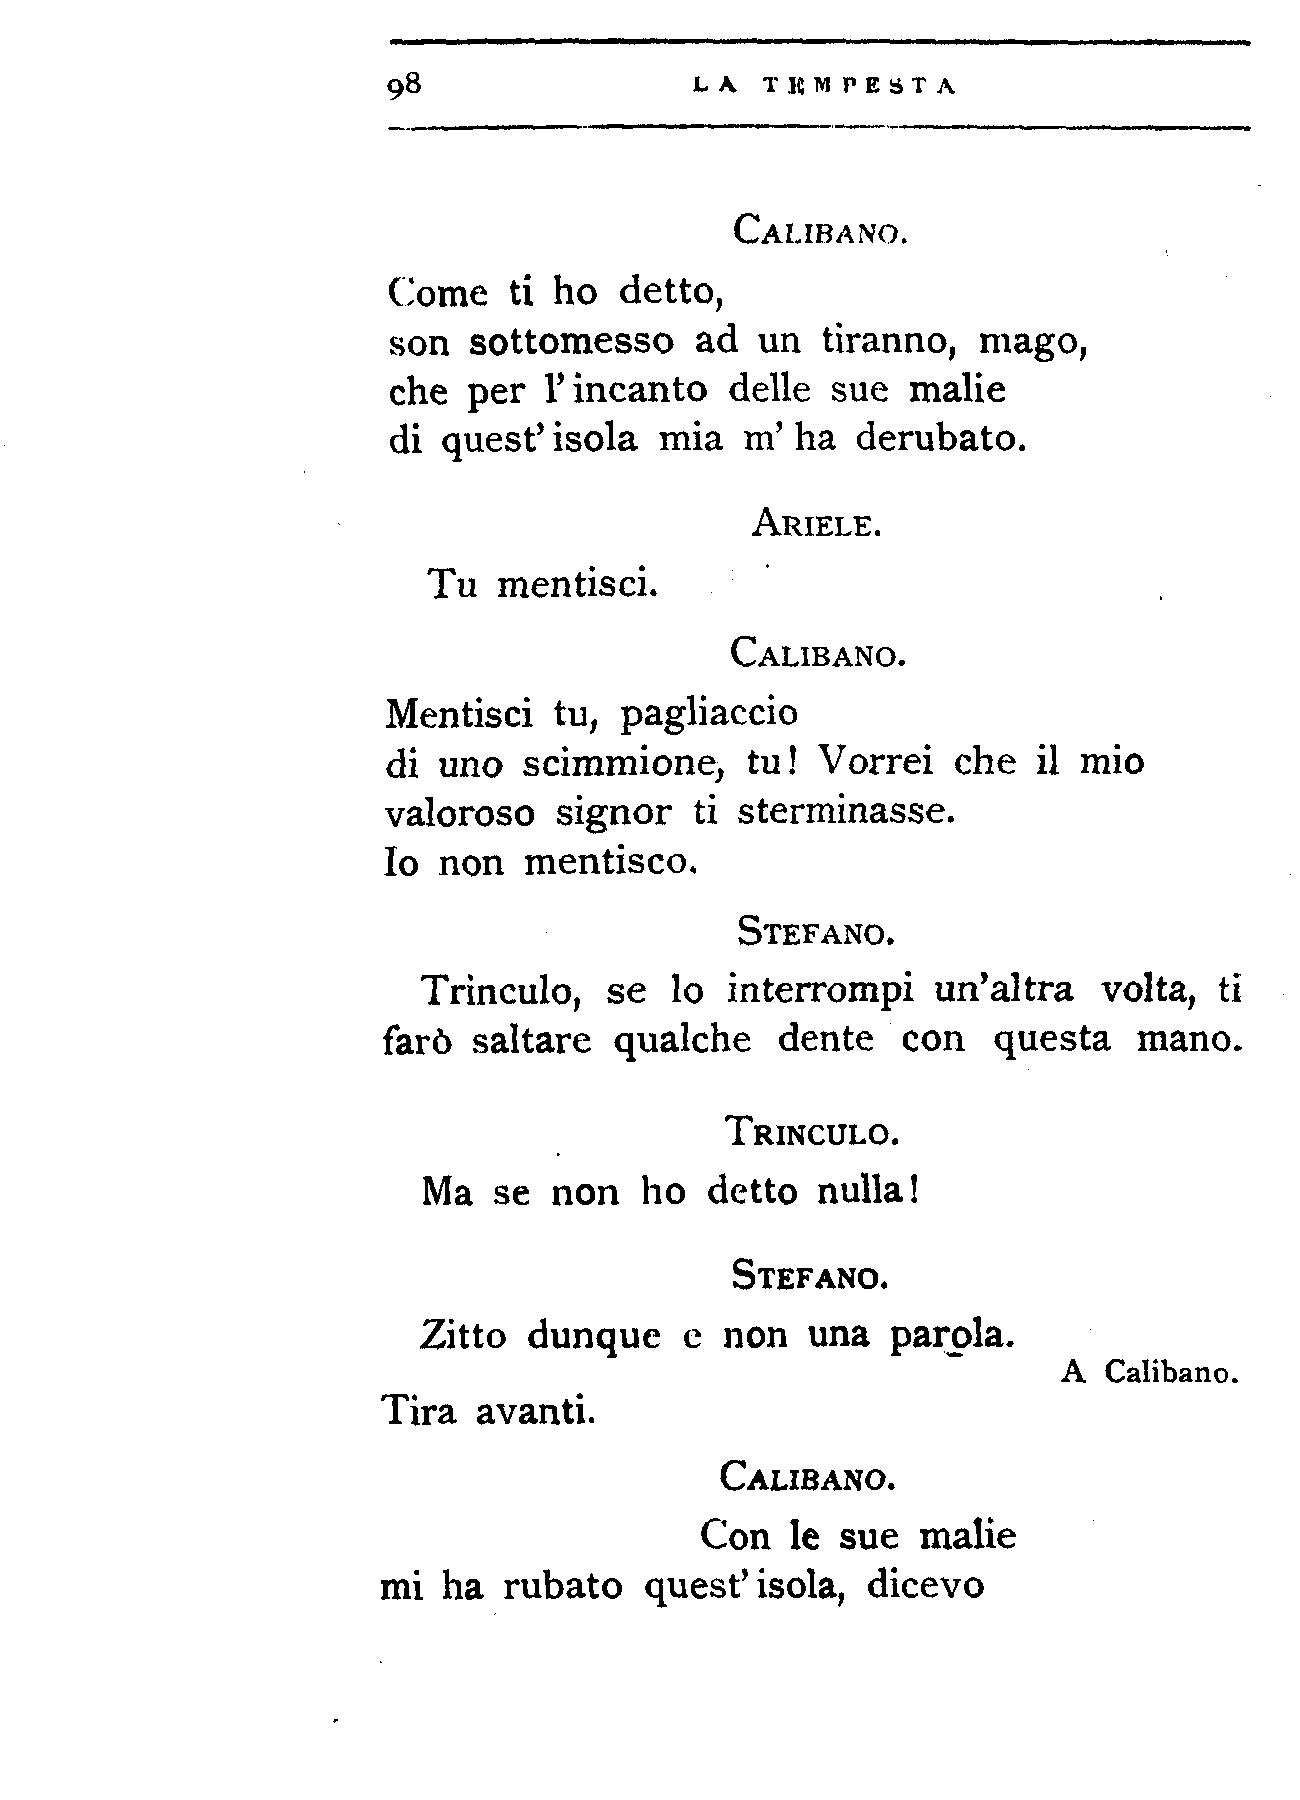 98 LA TEMPESTA
CALIBANO.
Come ti ho detto,
son sottomesso ad un tiranno, mago,
che per l'incanto delle sue malie
di quest'isola mia m'ha derubato.
ARIELE.
Tu mentisci.
CALIBANO.
Mentisci tu, pagliaccio
di uno scimmione, tu! Vorrei che il mio
valoroso signor ti sterminasse.
Io non mentisco.
STEFANO.
Trinculo, se lo interrompi un'altra volta, ti
farò saltare qualche dente con questa mano.
TRINCULO.
Ma se non ho detto nulla!
STEFANO.
Zitto dunque e non una parola.
A Calibano.
Tira avanti.
CALIBANO.
Con le sue malie
mi ha rubato quest'isola, dicevo